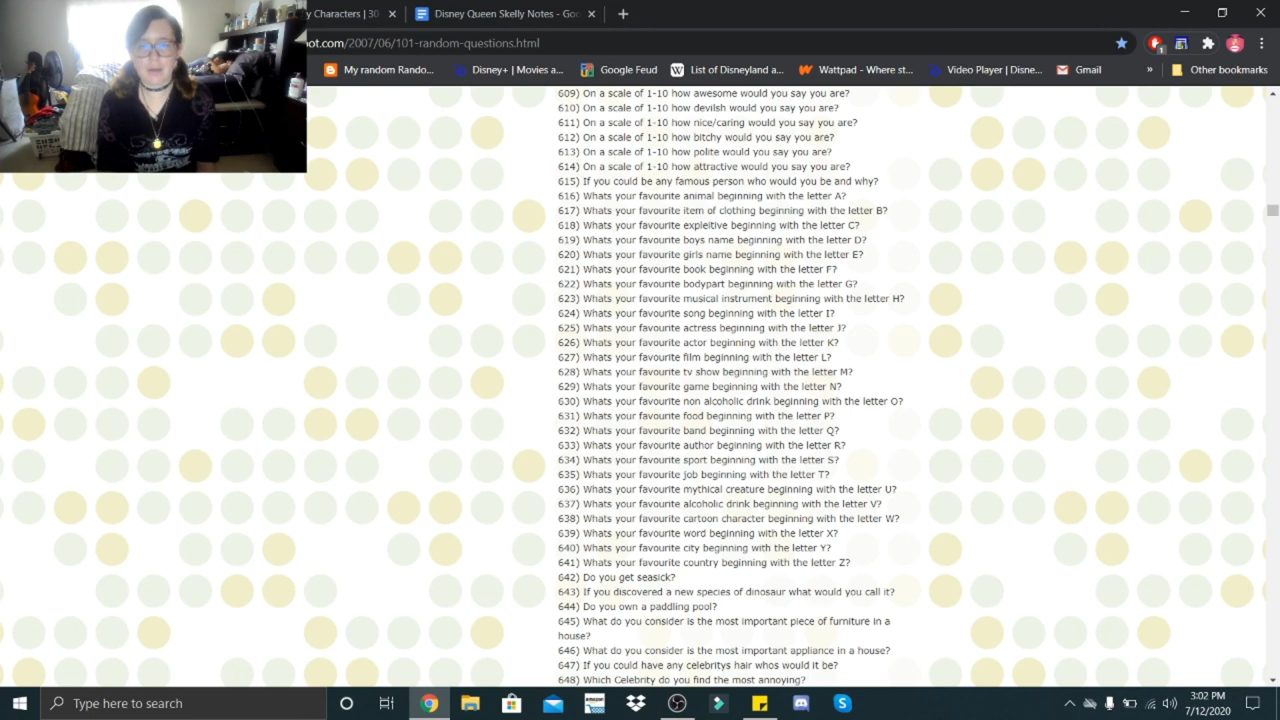 y Characters | 30
Disney Queen Skelly Notes - Goo
ot.com/2007/06/101-random-questions.html
My random Rando...
Disney+ | Movies a...
Google Feud
List of Disneyland a...
Wattpad - Where st...
Video Player | Disne...
Gmail
»
Other bookmarks
609) On a scale of 1-10 how awesome would you say you are?
610) On a scale of 1-10 how devilsh would you say you are?
611) On a scale of 1-10 how nice/caring would you say you are?
612) On a scale of 1-10 how bitchy would you say you are?
613) On a scale of 1-10 how polite would you say you are?
614) On a scale of 1-10 how attractive would you say you are?
615) If you could be any famous person who would you be and why?
616) Whats your favourite animal beginning with the letter A?
617) Whats your favourite item of clothing beginning with the letter B?
618) Whats your favourite expleitive beginning with the letter C?
619) Whats your favourite boys name beginning with the letter D?
620) Whats your favourite girls name beginning with the letter E?
621) Whats your favourite book beginning with the letter F?
622) Whats your favourite bodypart beginning with the letter G?
623) Whats your favourite musical instrument beginning with the letter H?
624) Whats your favourite song beginning with the letter I?
625) Whats your favourite actress beginning with the letter J?
626) Whats your favourite actor beginning with the letter K?
627) Whats your favourite film beginning with the letter L?
628) Whats your favourite tv show beginning with the letter M?
629) Whats your favourite game beginning with the letter N?
630) Whats your favourite non alcoholic drink beginning with the letter O?
631) Whats your favourite food beginning with the letter P?
632) Whats your favourite band beginning with the letter Q?
633) Whats your favourite author beginning with the letter R?
634) Whats your favourite sport beginning with the letter S?
635) Whats your favourite job beginning with the letter T?
636) Whats your favourite mythical creature beginning with the letter U?
637) Whats your favourite alcoholic drink beginning with the letter V?
638) Whats your favourite cartoon character beginning with the letter W?
639) Whats your favourite word beginning with the letter X?
640) Whats your favourite city beginning with the letter Y?
641) Whats your favourite country beginning with the letter Z?
642) Do you get seasick?
643) If you discovered a new species of dinosaur what would you call it?
644) Do you own a paddling pool?
645) What do you consider is the most important piece of furniture in a
house?
646) What do you consider is the most important appliance in a house?
647) If you could have any celebritys hair whos would it be?
648) Which Celebrity do you find the most annoying?
Type here to search
3:02 PM
7/12/2020